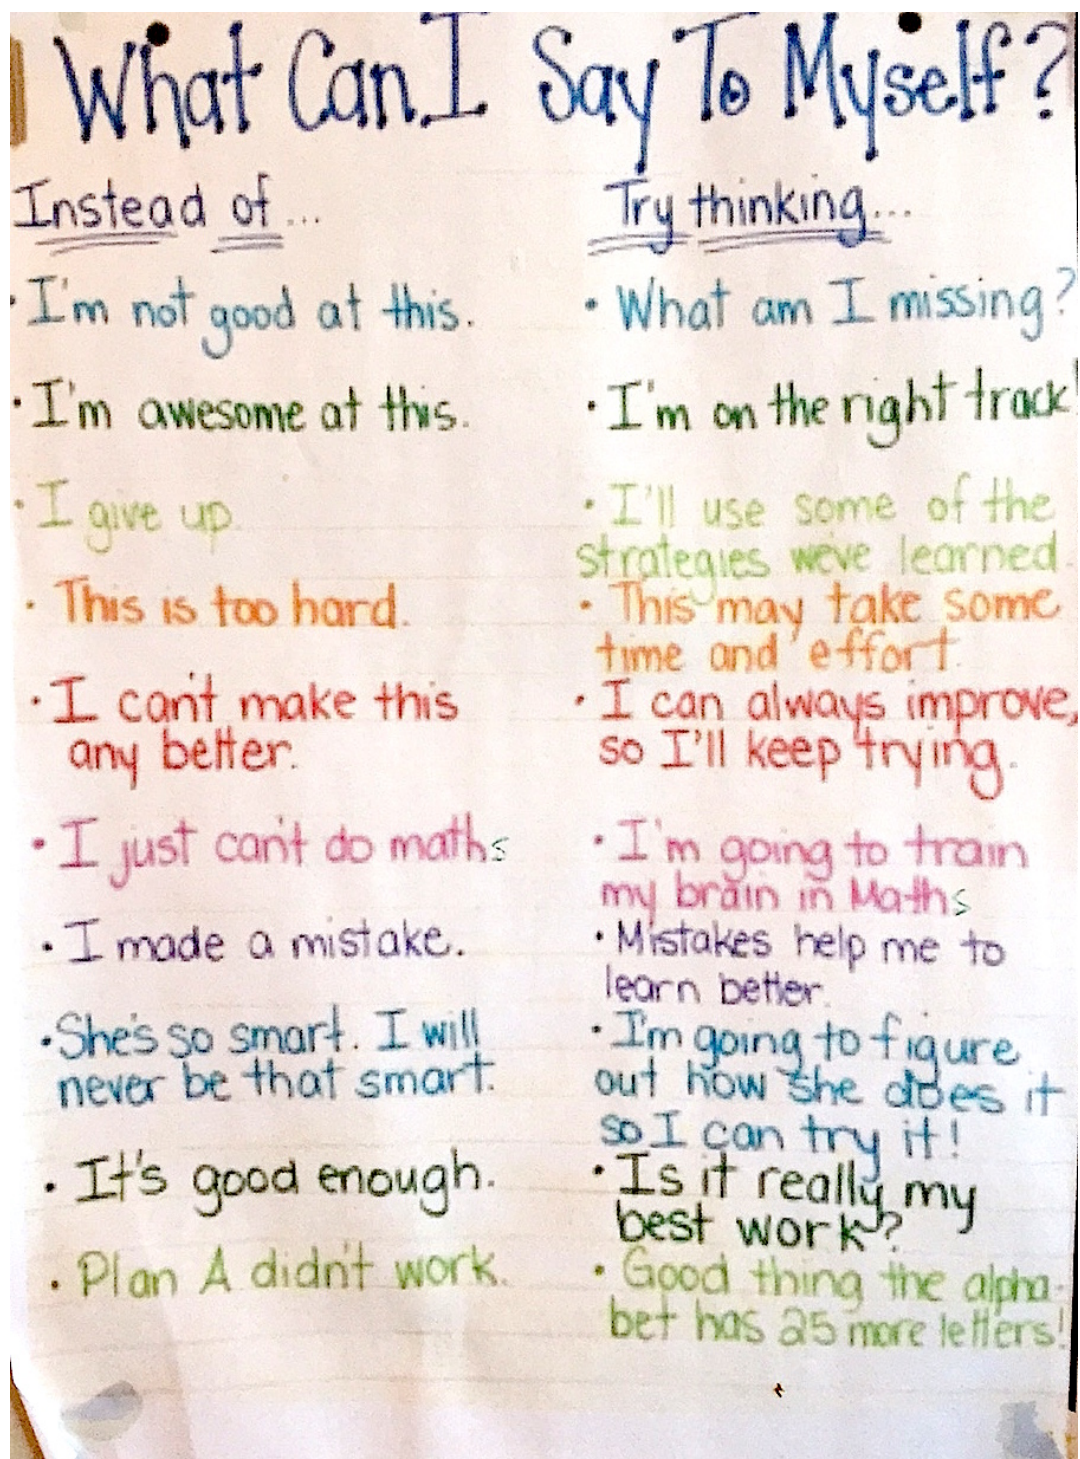 What Can I Say To Myself?
Instead of...
Try thinking...
• I'm not good at this.
• What am I missing?
• I'm awesome at this.
• I'm on the right track!
• I give up.
• I'll use some of the
strategies we've learned.
• This is too hard.
• This may take some
time and effort.
• I can't make this
any better.
• I can always improve,
so I'll keep trying.
• I just can't do maths
• I'm going to train
my brain in Maths
• I made a mistake.
• Mistakes help me to
learn better.
• She's so smart. I will
never be that smart.
• I'm going to figure
out how she does it
so I can try it!
• It's good enough.
• Is it really my
best work?
• Plan A didn't work.
• Good thing the alpha-
bet has 25 more letters!